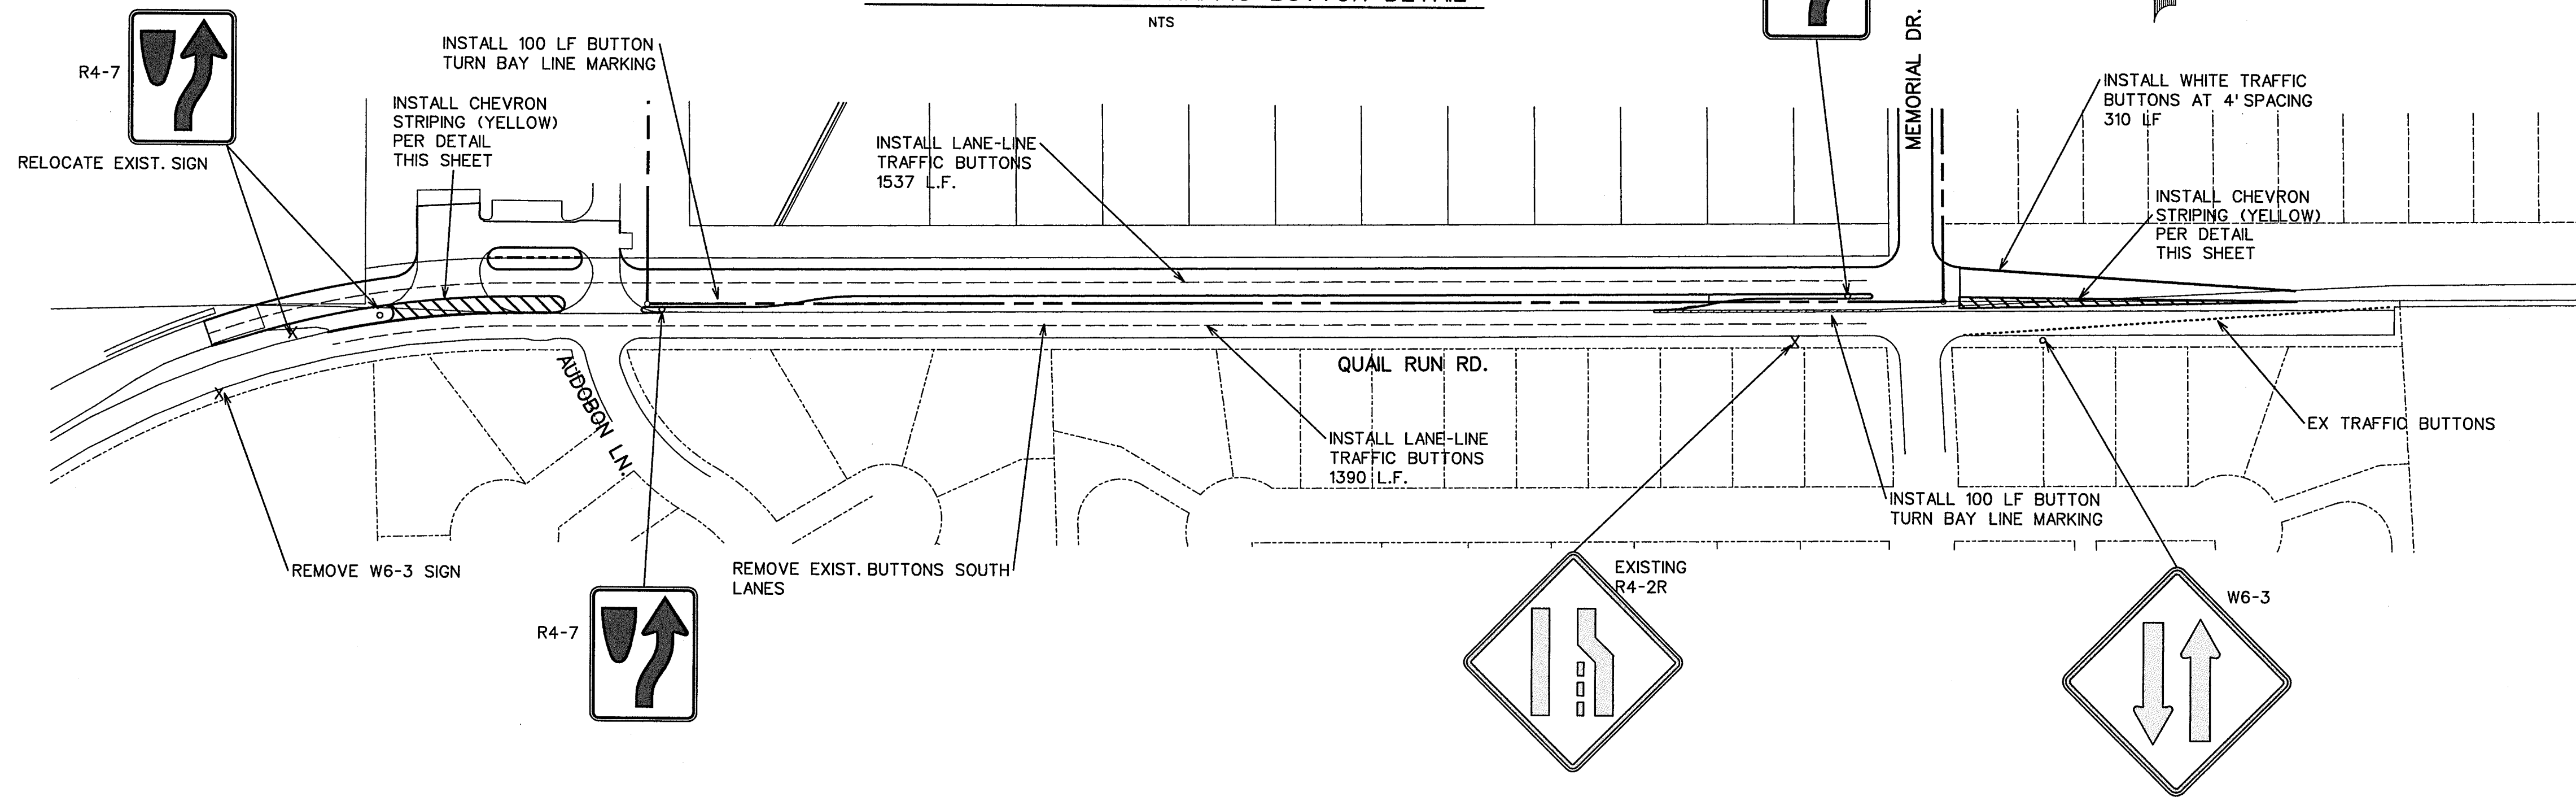 NTS
R4-7
RELOCATE EXIST. SIGN
INSTALL 100 LF BUTTON
TURN BAY LINE MARKING
INSTALL CHEVRON
STRIPING (YELLOW)
PER DETAIL
THIS SHEET
INSTALL LANE-LINE
TRAFFIC BUTTONS
1537 L.F.
MEMORIAL DR.
INSTALL WHITE TRAFFIC
BUTTONS AT 4' SPACING
310 LF
INSTALL CHEVRON
STRIPING (YELLOW)
PER DETAIL
THIS SHEET
QUAIL RUN RD.
AUDOBON LN.
EX TRAFFIC BUTTONS
INSTALL LANE-LINE
TRAFFIC BUTTONS
1390 L.F.
INSTALL 100 LF BUTTON
TURN BAY LINE MARKING
REMOVE W6-3 SIGN
REMOVE EXIST. BUTTONS SOUTH
LANES
R4-7
EXISTING
R4-2R
W6-3